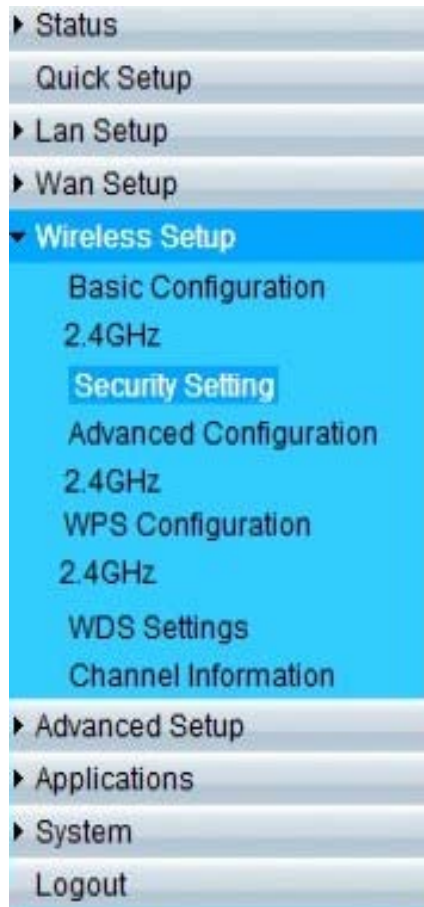 Status
Quick Setup
Lan Setup
Wan Setup
Wireless Setup
Basic Configuration
2.4GHz
Security Setting
Advanced Configuration
2.4GHz
WPS Configuration
2.4GHz
WDS Settings
Channel Information
Advanced Setup
Applications
System
Logout